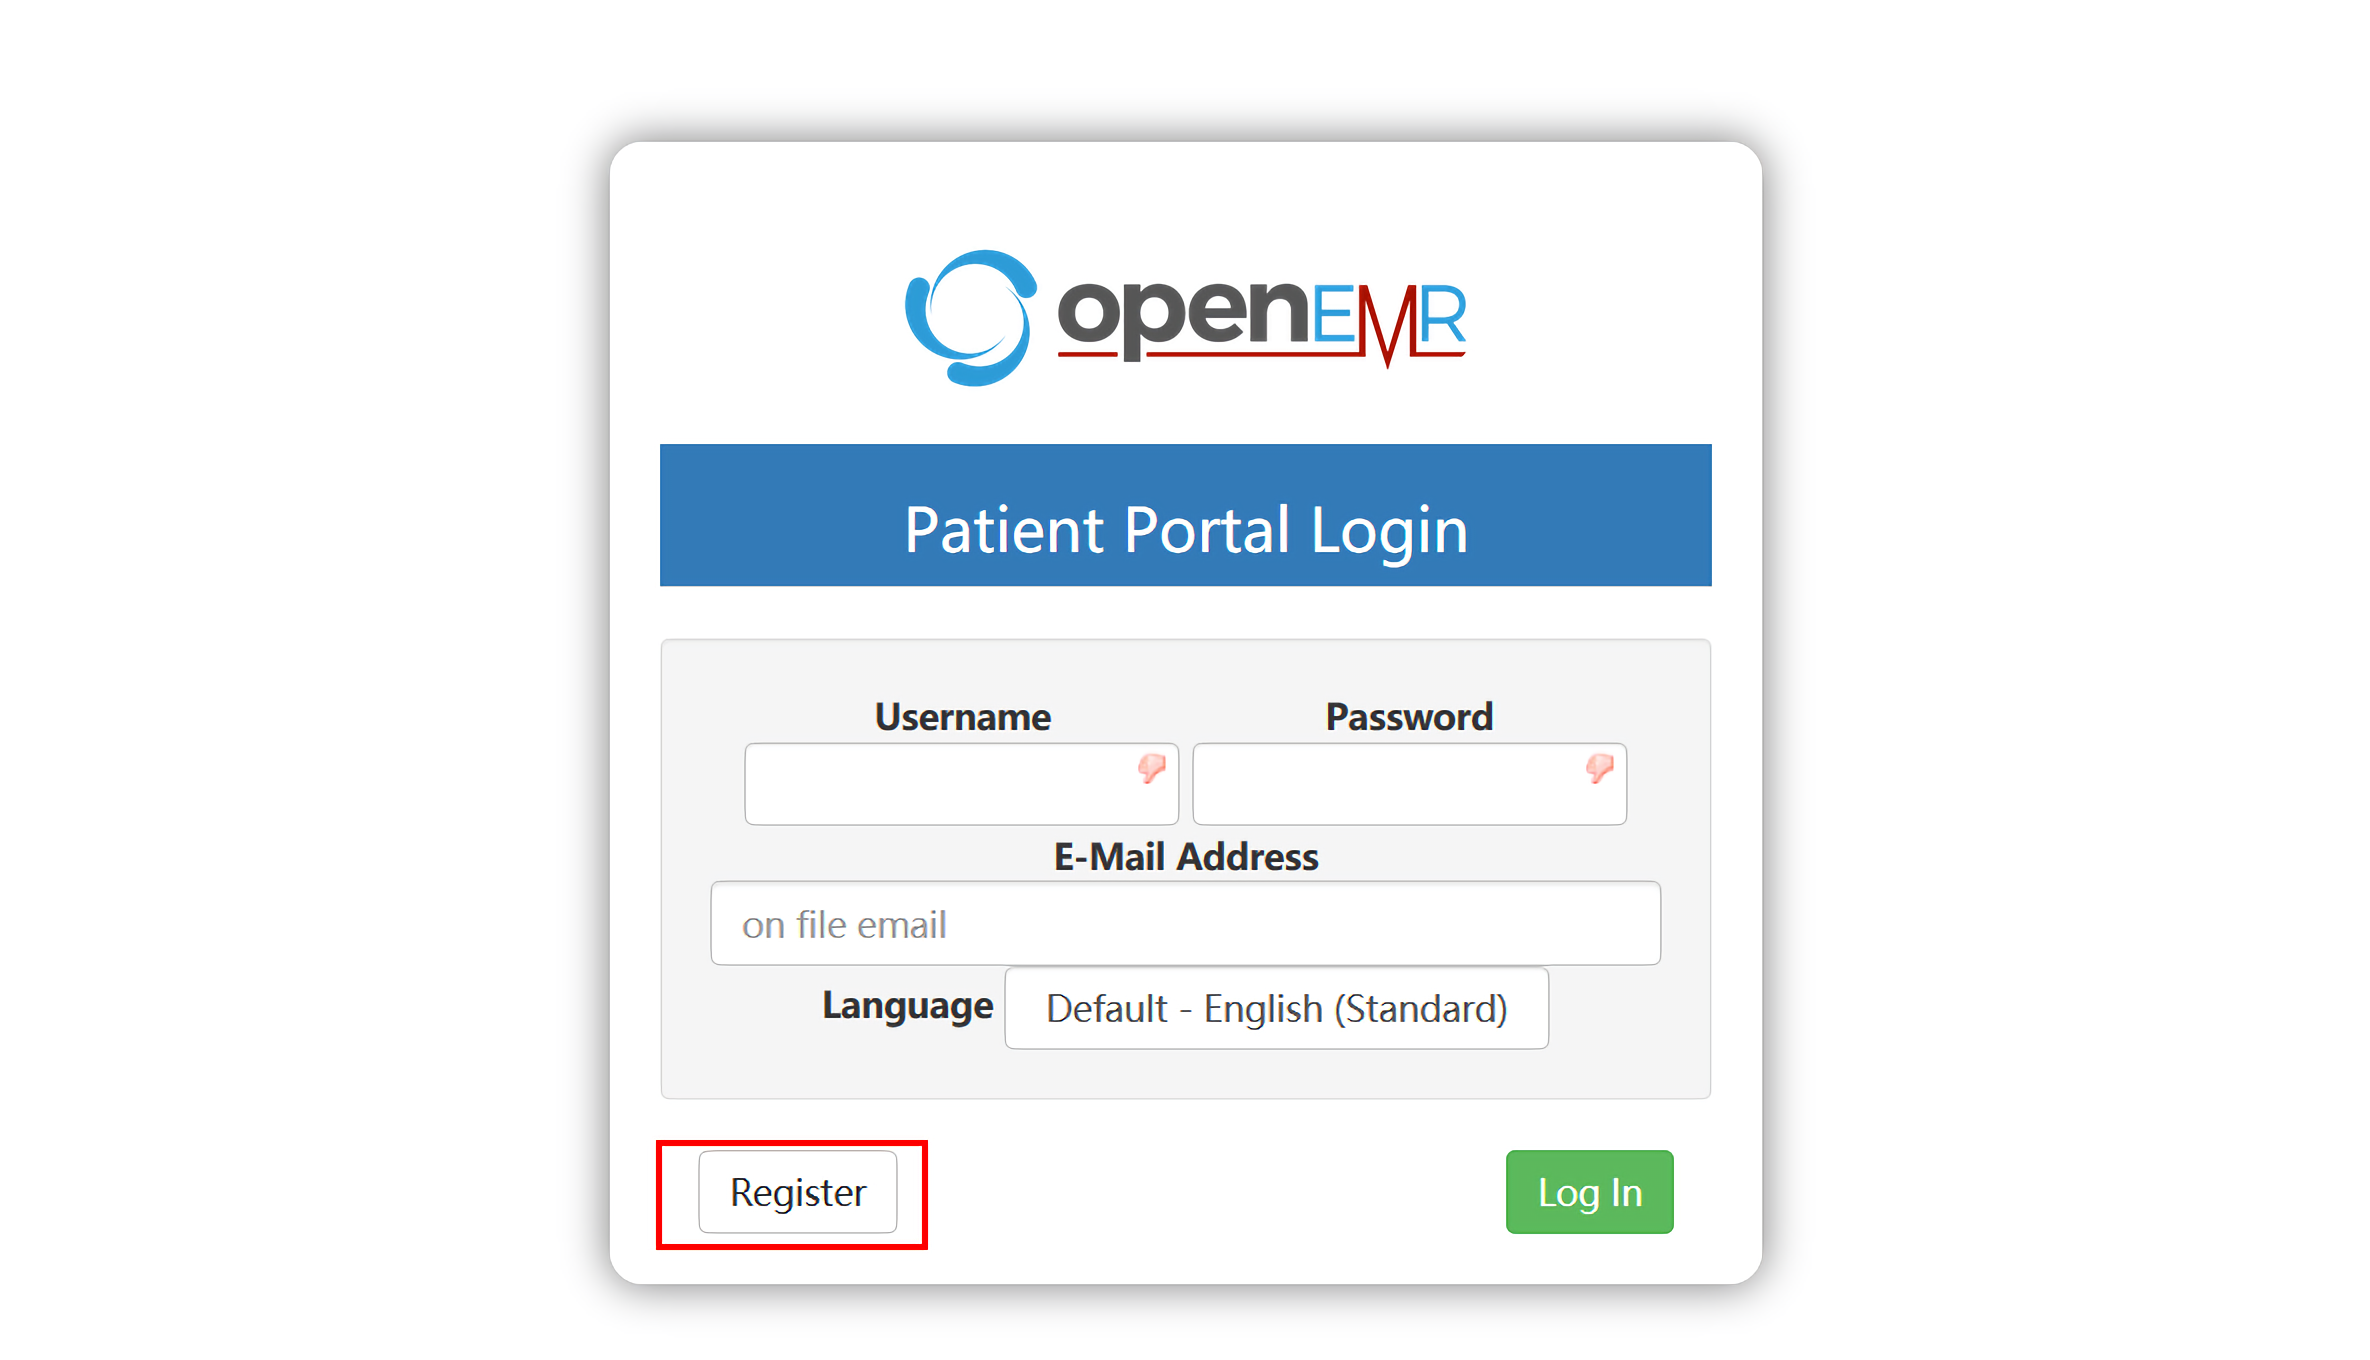 openEMR
Patient Portal Login
Username Password
E-Mail Address
on file email
Language Default - English (Standard)
Register Log In